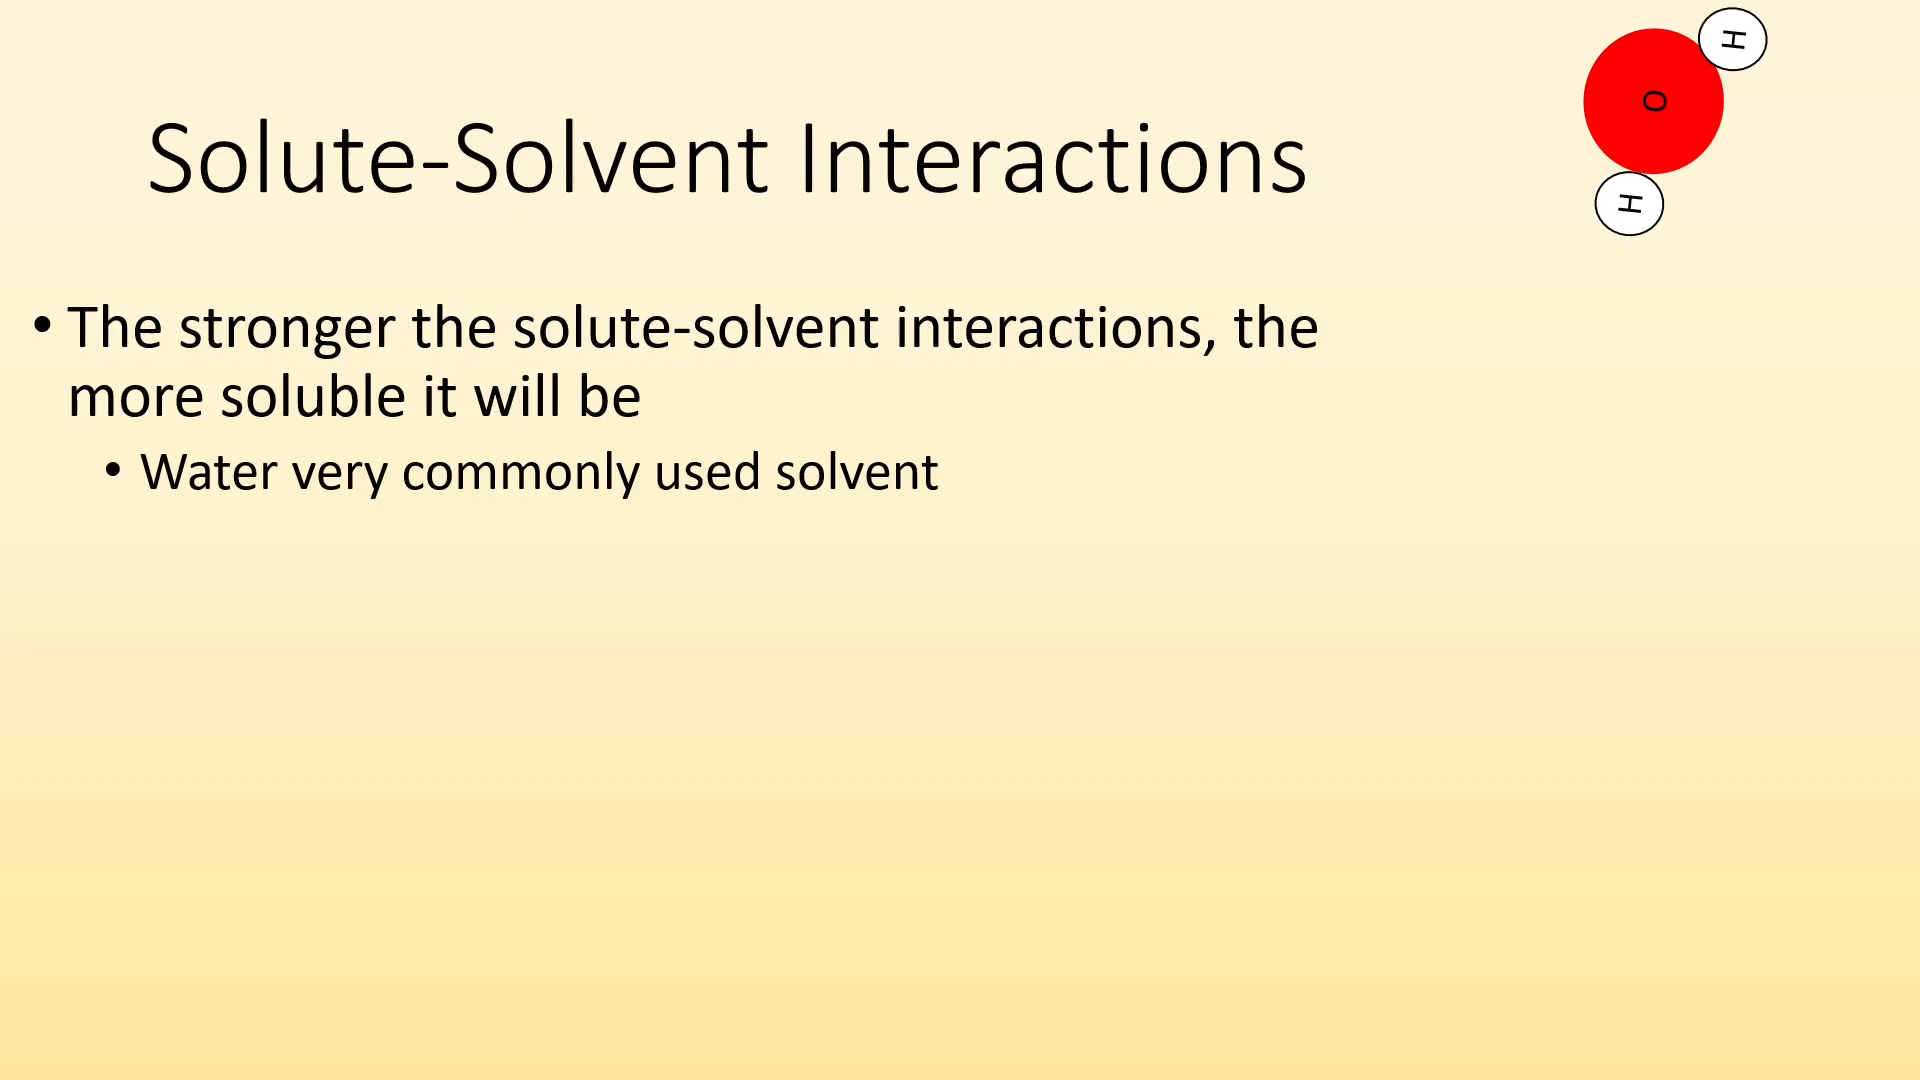 H
O
H
Solute-Solvent Interactions
• The stronger the solute-solvent interactions, the
more soluble it will be
• Water very commonly used solvent